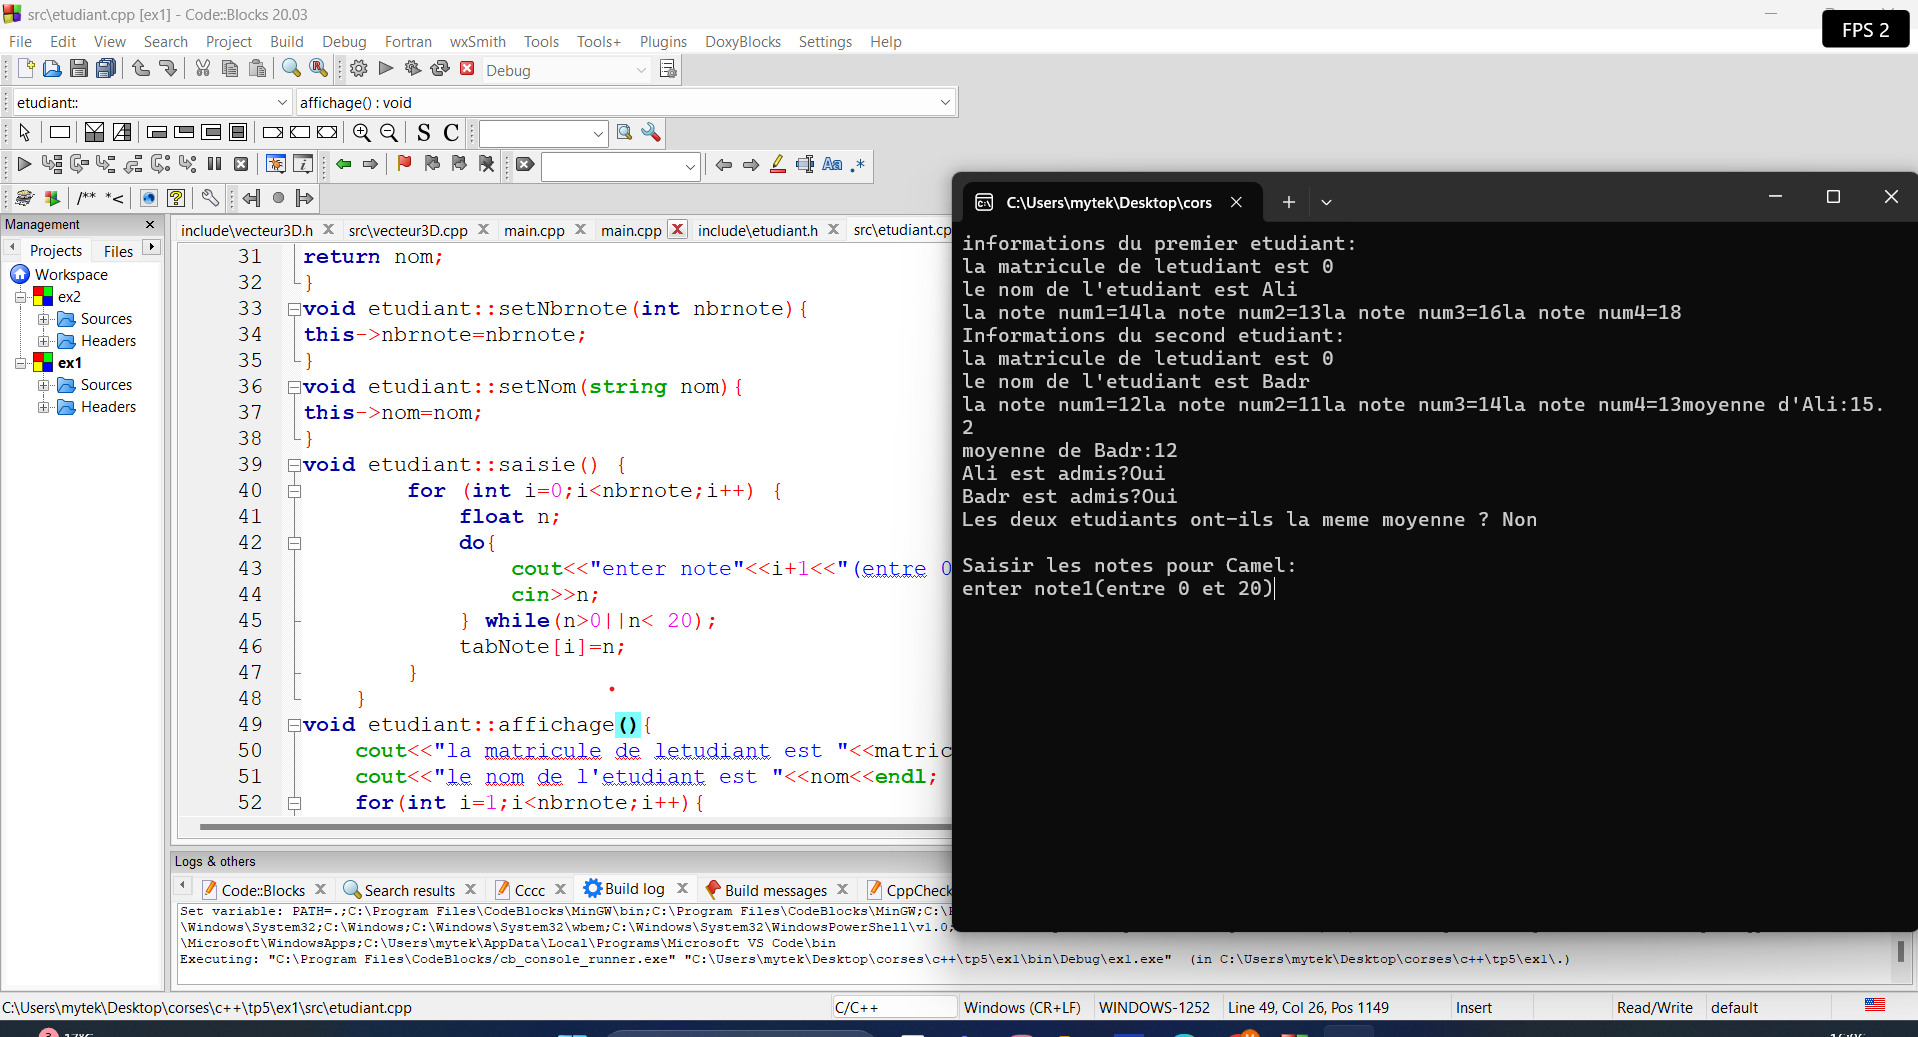 src\etudiant.cpp [ex1] - Code::Blocks 20.03
FPS 2
File Edit View Search Project Build Debug Fortran wxSmith Tools Tools+ Plugins DoxyBlocks Settings Help
Debug
etudiant:: affichage() : void
S C
Aa .*
/** *<
Management
Projects Files
Workspace
ex2
Sources
Headers
ex1
Sources
Headers
include\vecteur3D.h src\vecteur3D.cpp main.cpp main.cpp include\etudiant.h src\etudiant.cp
31 return nom;
32 }
33 void etudiant::setNbrnote(int nbrnote){
34 this->nbrnote=nbrnote;
35 }
36 void etudiant::setNom(string nom){
37 this->nom=nom;
38 }
39 void etudiant::saisie() {
40 for (int i=0;i<nbrnote;i++) {
41 float n;
42 do{
43 cout<<"enter note"<<i+1<<"(entre 0
44 cin>>n;
45 } while(n>0||n< 20);
46 tabNote[i]=n;
47 }
48 }
49 void etudiant::affichage(){
50 cout<<"la matricule de letudiant est "<<matric
51 cout<<"le nom de l'etudiant est "<<nom<<endl;
52 for(int i=1;i<nbrnote;i++){
C:\Users\mytek\Desktop\cors
informations du premier etudiant:
la matricule de letudiant est 0
le nom de l'etudiant est Ali
la note num1=14la note num2=13la note num3=16la note num4=18
Informations du second etudiant:
la matricule de letudiant est 0
le nom de l'etudiant est Badr
la note num1=12la note num2=11la note num3=14la note num4=13moyenne d'Ali:15.
2
moyenne de Badr:12
Ali est admis?Oui
Badr est admis?Oui
Les deux etudiants ont-ils la meme moyenne ? Non
Saisir les notes pour Camel:
enter note1(entre 0 et 20)
Logs & others
Code::Blocks Search results Cccc Build log Build messages CppCheck
Set variable: PATH=.;C:\Program Files\CodeBlocks\MinGW\bin;C:\Program Files\CodeBlocks\MinGW;C:\
\Windows\System32;C:\Windows;C:\Windows\System32\wbem;C:\Windows\System32\WindowsPowerShell\v1.0;
\Microsoft\WindowsApps;C:\Users\mytek\AppData\Local\Programs\Microsoft VS Code\bin
Executing: "C:\Program Files\CodeBlocks/cb_console_runner.exe" "C:\Users\mytek\Desktop\corses\c++\tp5\ex1\bin\Debug\ex1.exe" (in C:\Users\mytek\Desktop\corses\c++\tp5\ex1\.)
C:\Users\mytek\Desktop\corses\c++\tp5\ex1\src\etudiant.cpp C/C++ Windows (CR+LF) WINDOWS-1252 Line 49, Col 26, Pos 1149 Insert Read/Write default